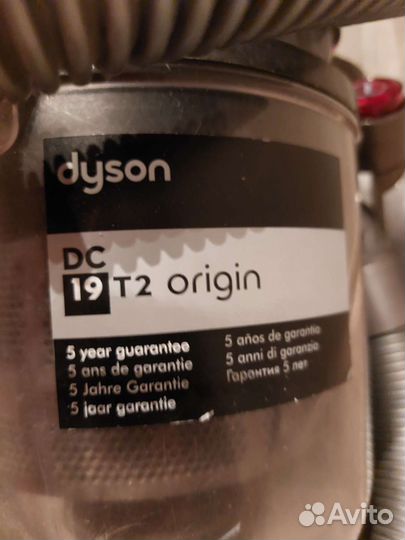 dyson
DC
19 T2 origin
5 year guarantee
5 ans de garantie
5 Jahre Garantie
5 jaar garantie
5 años de garantia
5 anni di garanzia
Гарантия 5 лет
Avito